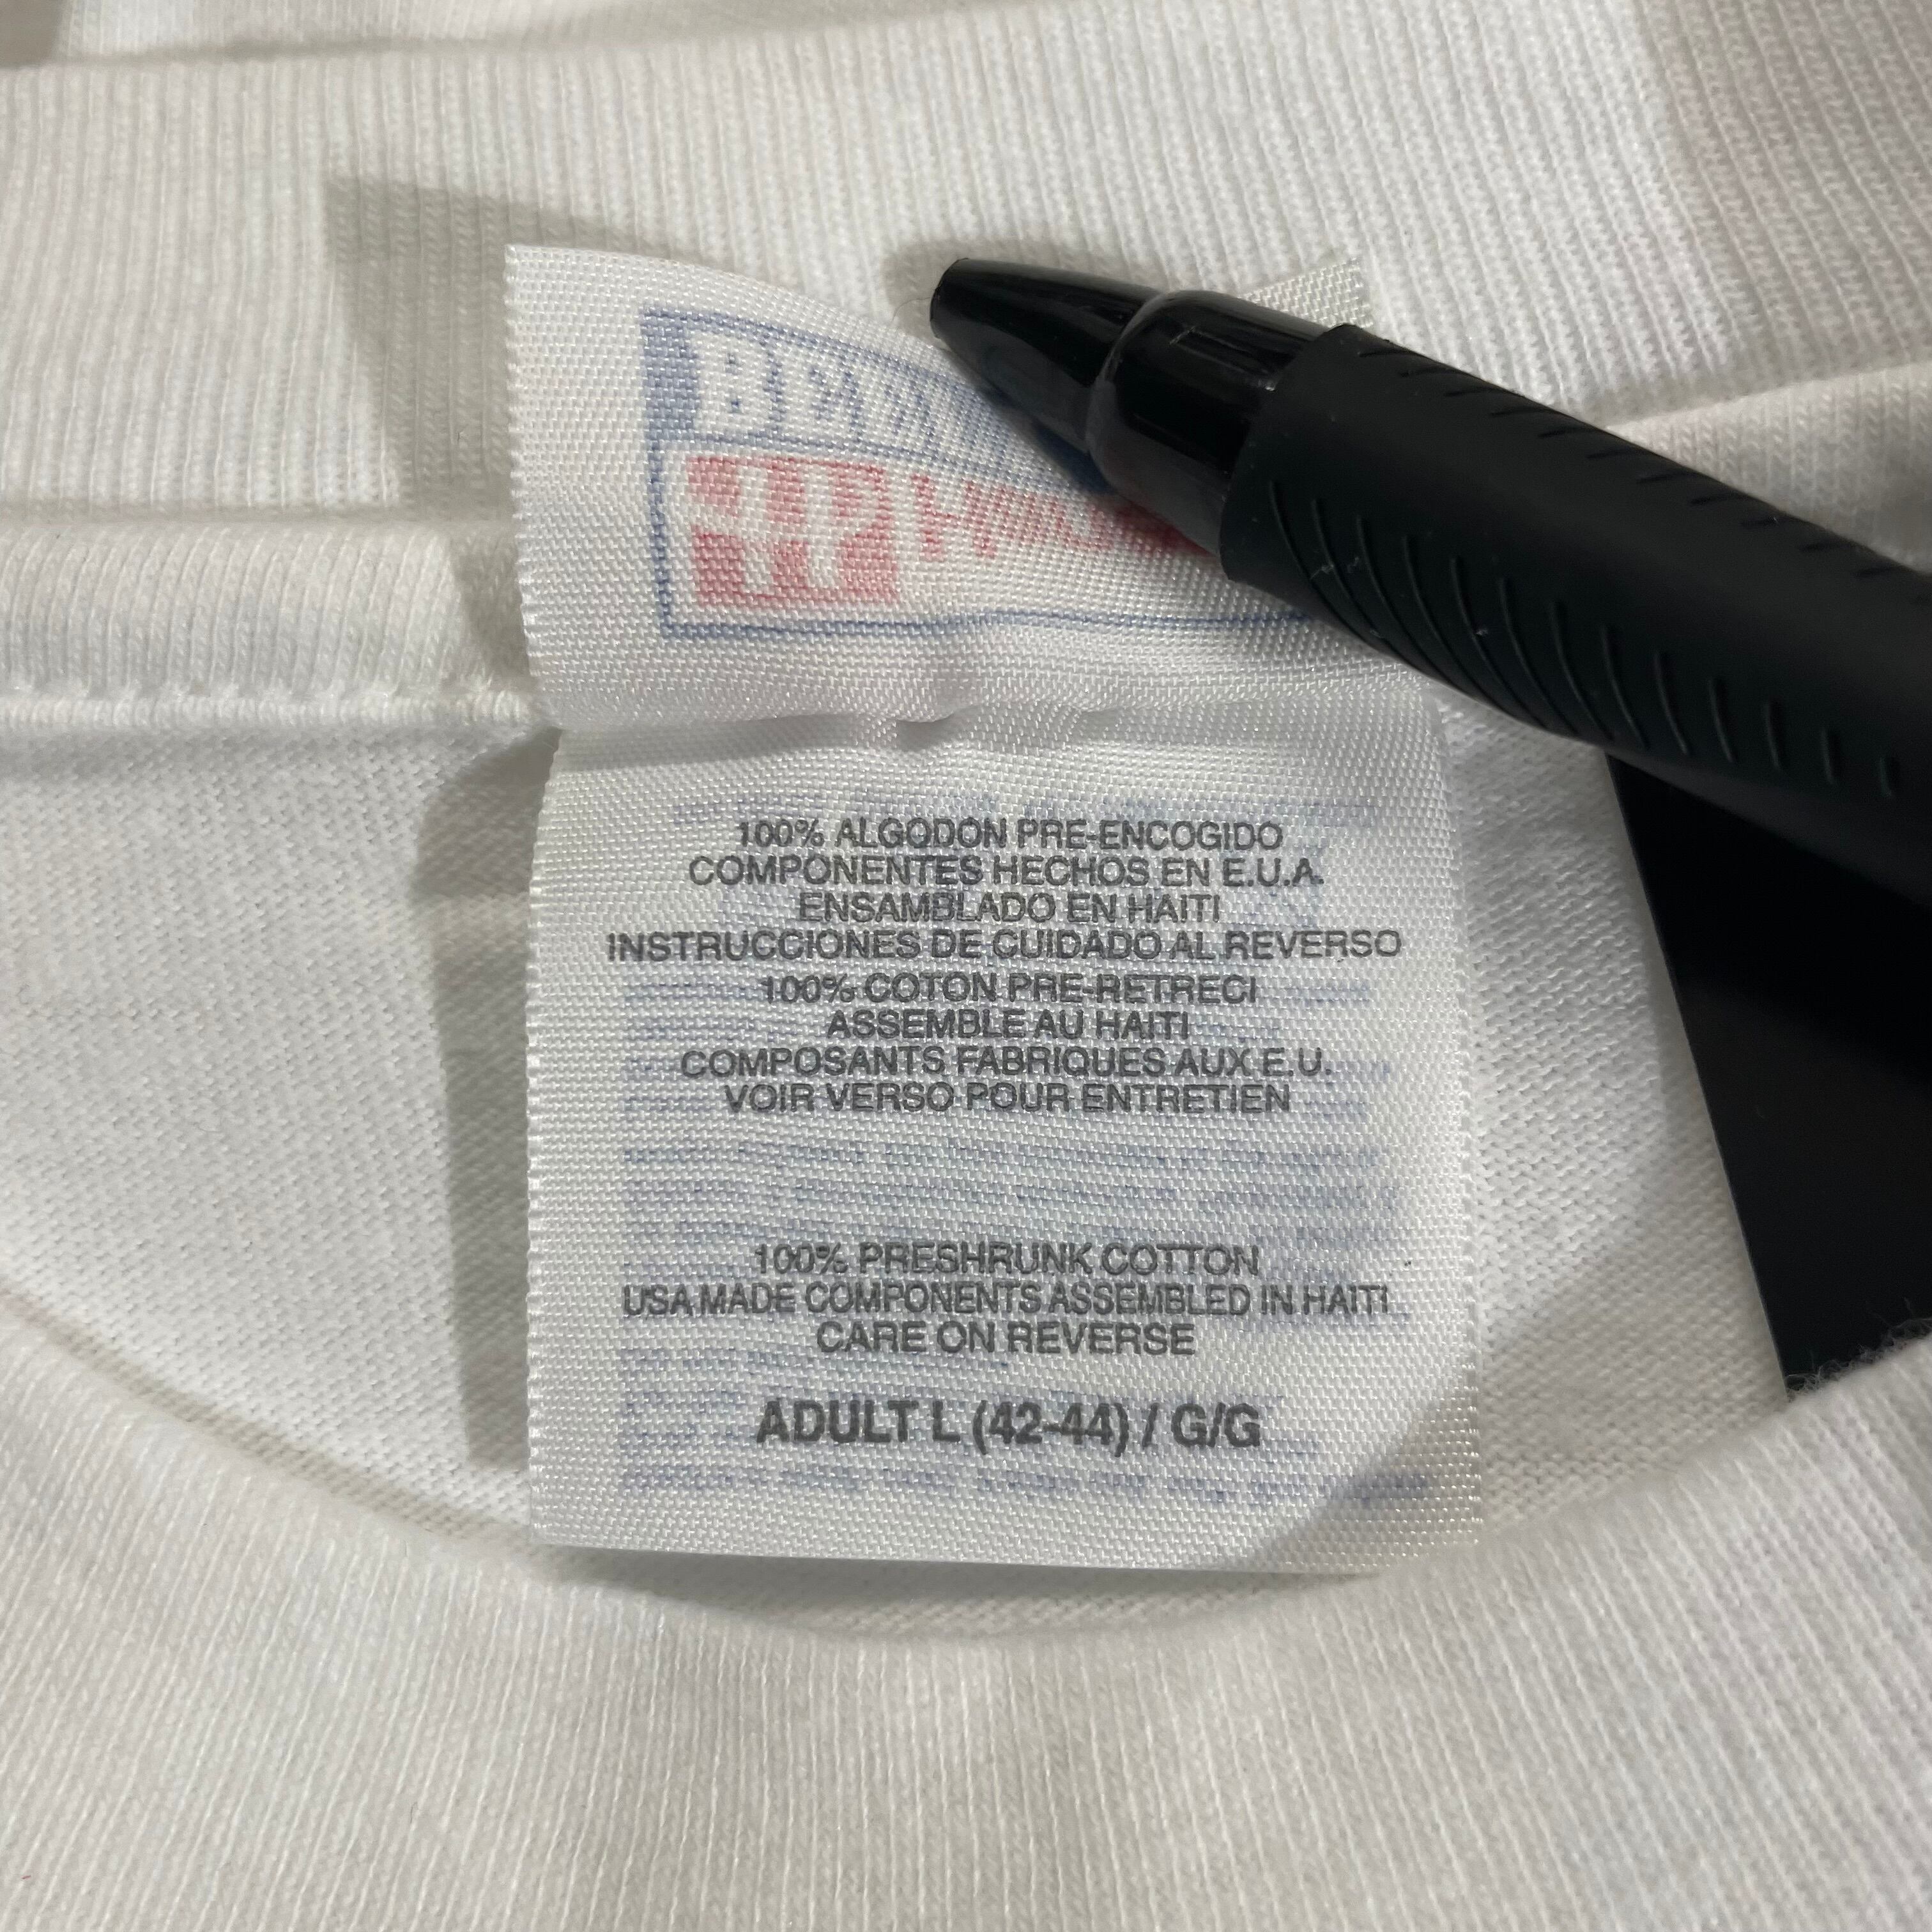 100% ALGODON PRE-ENCOGIDO
COMPONENTES HECHOS EN E.U.A.
ENSAMBLADO EN HAITI
INSTRUCCIONES DE CUIDADO AL REVERSO
100% COTON PRE-RETRECI
ASSEMBLE AU HAITI
COMPOSANTS FABRIQUES AUX E.U.
VOIR VERSO POUR ENTRETIEN
100% PRESHRUNK COTTON
USA MADE COMPONENTS ASSEMBLED IN HAITI
CARE ON REVERSE
ADULT L (42-44) / G/G